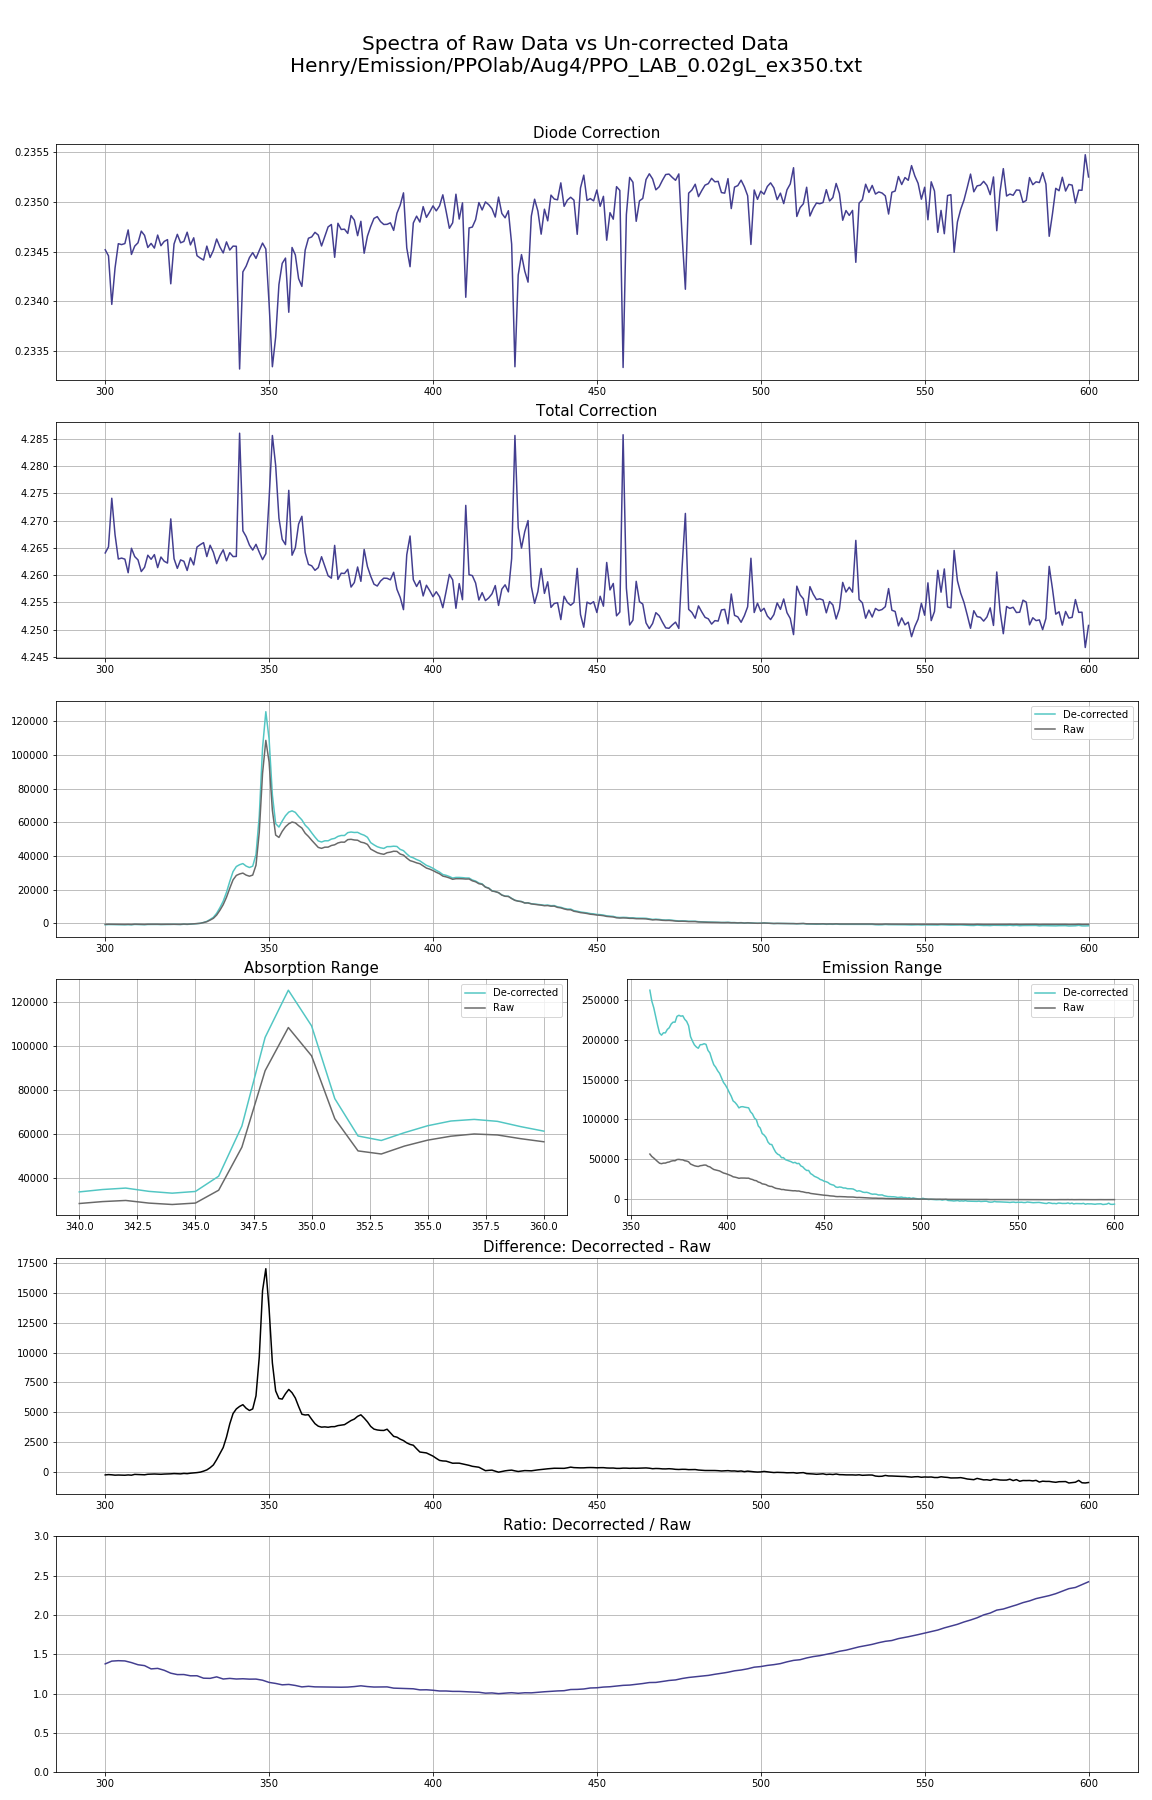 Spectra of Raw Data vs Un-corrected Data
Henry/Emission/PPOlab/Aug4/PPO_LAB_0.02gL_ex350.txt
Diode Correction
0.2355
0.2350
0.2345
0.2340
0.2335
300 350 400 450 500 550 600
Total Correction
4.285
4.280
4.275
4.270
4.265
4.260
4.255
4.250
4.245
300 350 400 450 500 550 600
De-corrected
Raw
120000
100000
80000
60000
40000
20000
0
300 350 400 450 500 550 600
Absorption Range
De-corrected
Raw
120000
100000
80000
60000
40000
340.0 342.5 345.0 347.5 350.0 352.5 355.0 357.5 360.0
Emission Range
De-corrected
Raw
250000
200000
150000
100000
50000
0
350 400 450 500 550 600
Difference: Decorrected - Raw
17500
15000
12500
10000
7500
5000
2500
0
300 350 400 450 500 550 600
Ratio: Decorrected / Raw
3.0
2.5
2.0
1.5
1.0
0.5
0.0
300 350 400 450 500 550 600